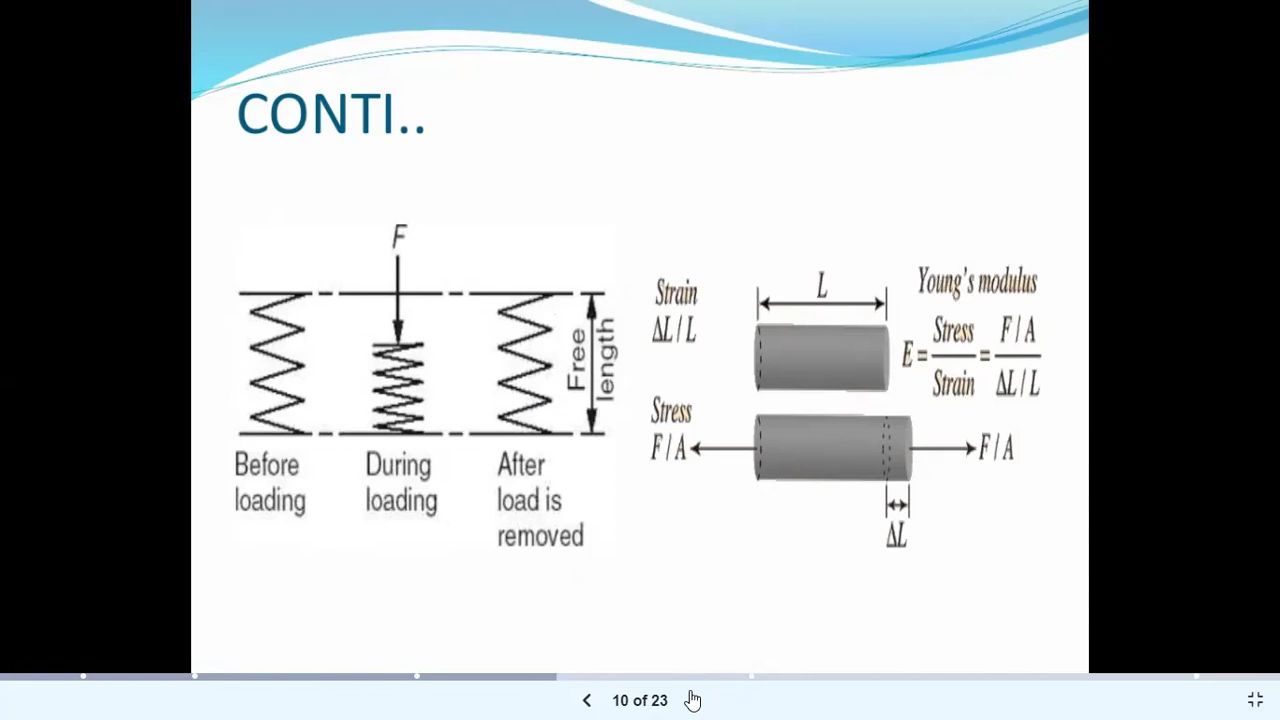 CONTI..
F
Free
length
Before
loading
During
loading
After
load is
removed
Strain
ΔL / L
L
Young's modulus
E = Stress / Strain = F / A / ΔL / L
Stress
F / A
F / A
ΔL
10 of 23